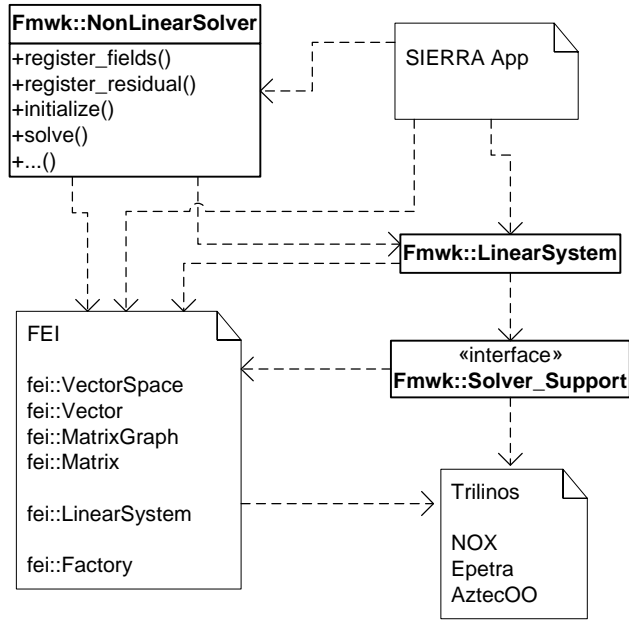 Fmwk::NonLinearSolver
+register_fields()
+register_residual()
+initialize()
+solve()
+...()
SIERRA App
Fmwk::LinearSystem
«interface»
Fmwk::Solver_Support
FEI
fei::VectorSpace
fei::Vector
fei::MatrixGraph
fei::Matrix
fei::LinearSystem
fei::Factory
Trilinos
NOX
Epetra
AztecOO